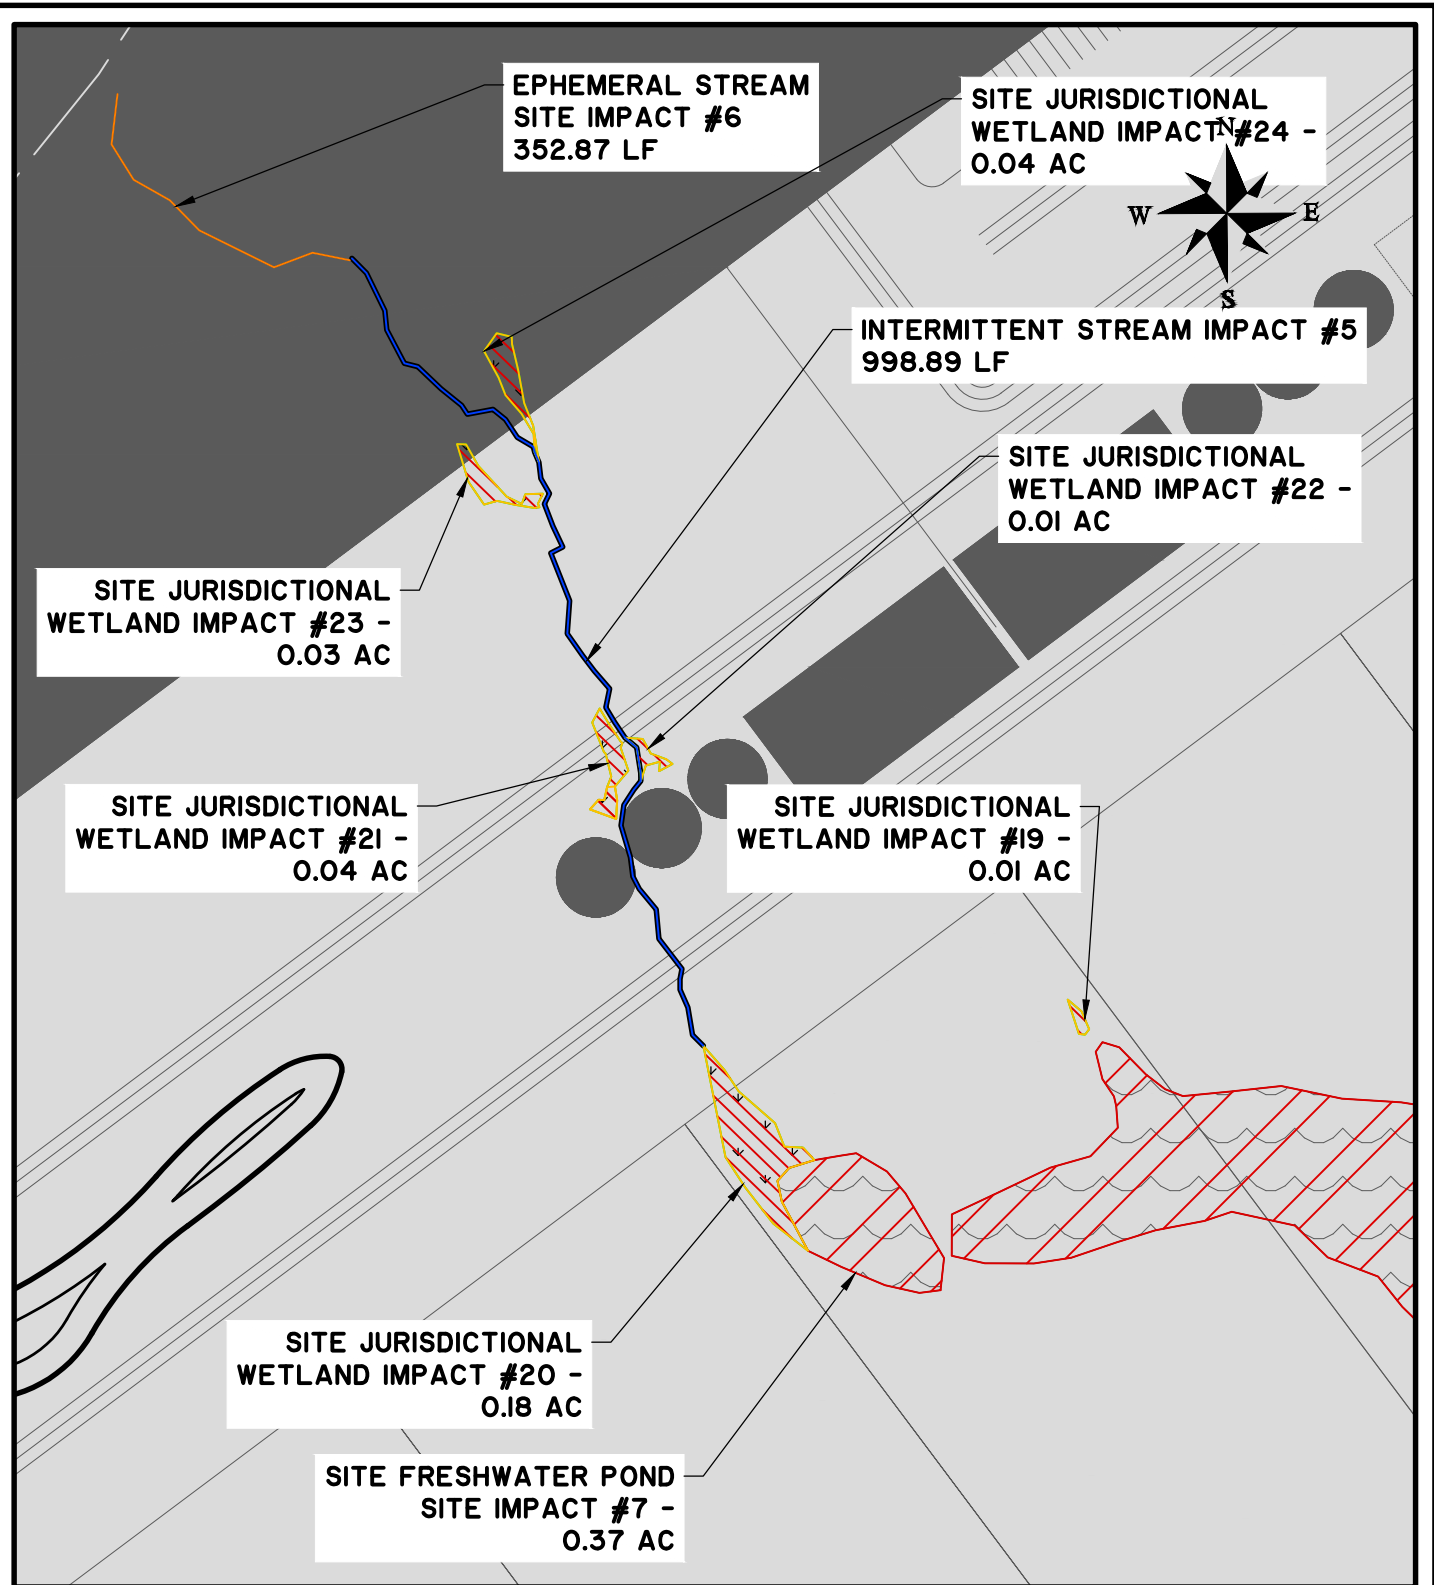 EPHEMERAL STREAM
SITE IMPACT #6
352.87 LF
SITE JURISDICTIONAL
WETLAND IMPACT #24 -
0.04 AC
N
W
E
S
INTERMITTENT STREAM IMPACT #5
998.89 LF
SITE JURISDICTIONAL
WETLAND IMPACT #22 -
0.01 AC
SITE JURISDICTIONAL
WETLAND IMPACT #23 -
0.03 AC
SITE JURISDICTIONAL
WETLAND IMPACT #21 -
0.04 AC
SITE JURISDICTIONAL
WETLAND IMPACT #19 -
0.01 AC
SITE JURISDICTIONAL
WETLAND IMPACT #20 -
0.18 AC
SITE FRESHWATER POND
SITE IMPACT #7 -
0.37 AC